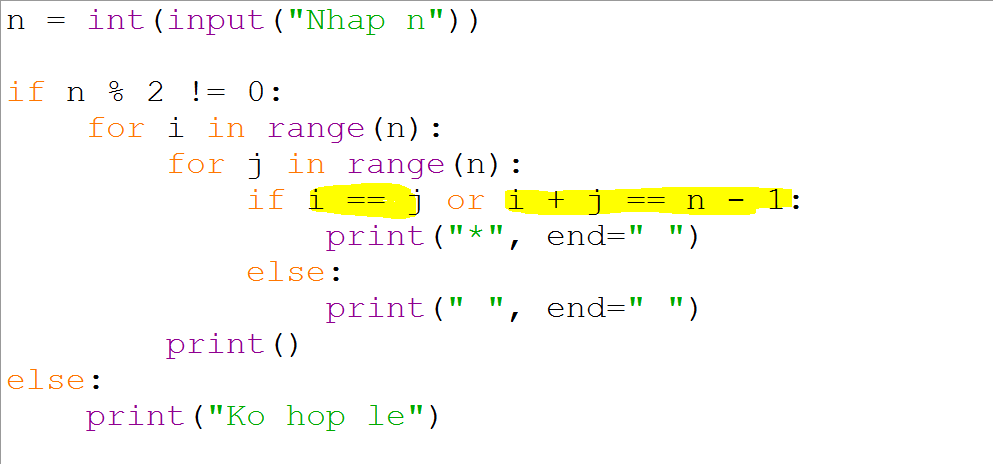 n = int(input("Nhap n"))
if n % 2 != 0:
    for i in range(n):
        for j in range(n):
            if i == j or i + j == n - 1:
                print("*", end=" ")
            else:
                print(" ", end=" ")
        print()
else:
    print("Ko hop le")